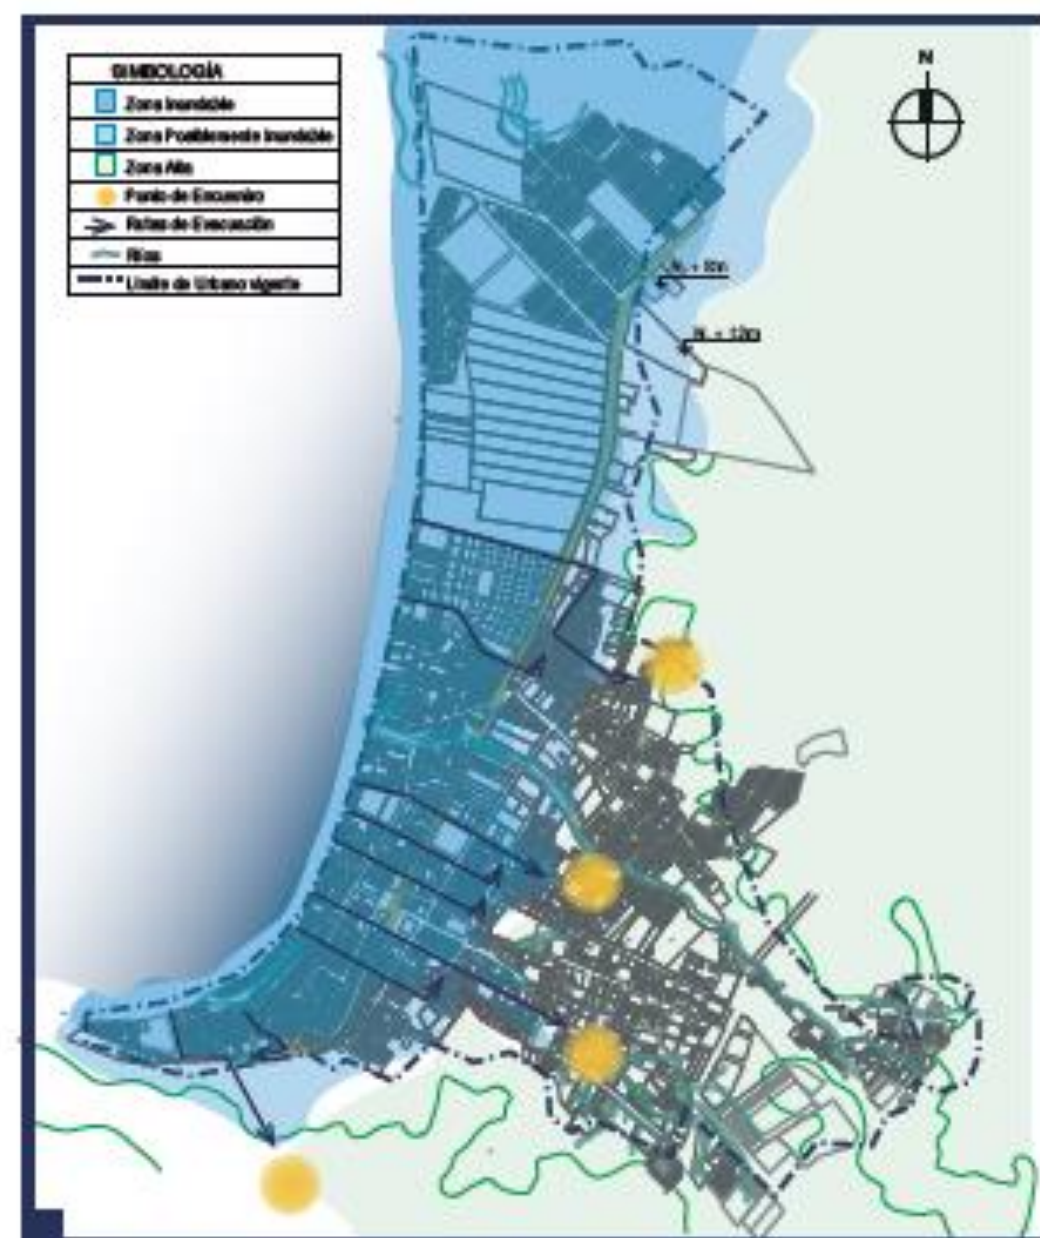 SIMBOLOGÍA
Zona Inundable
Zona Posiblemente Inundable
Zona Alta
Punto de Encuentro
Rutas de Evacuación
Ríos
Límite de Urbano vigente
N